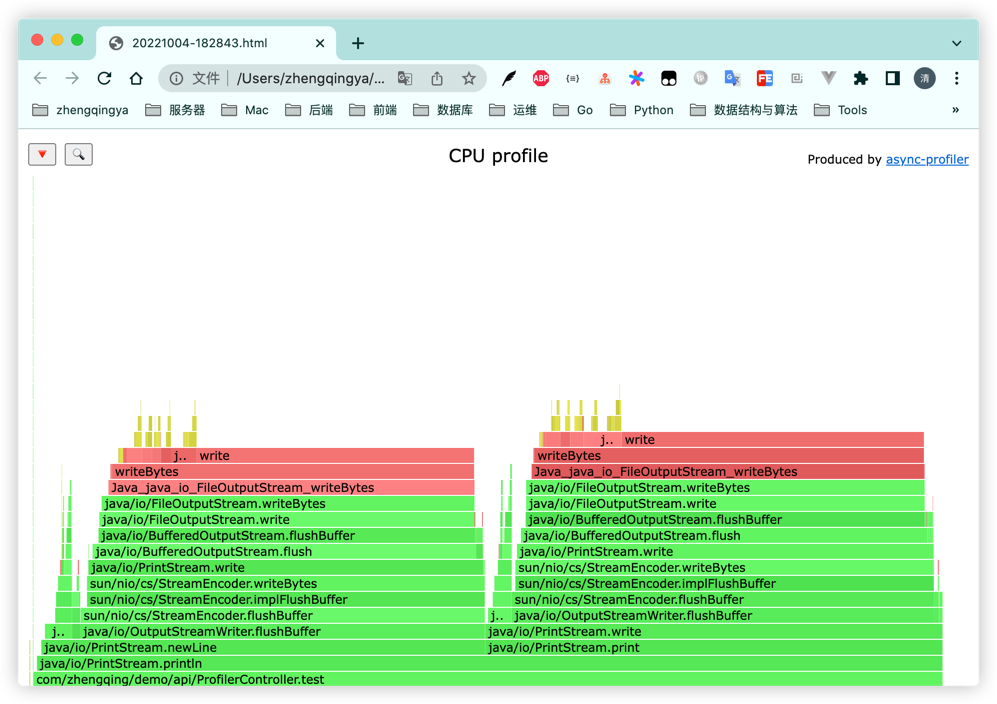 20221004-182843.html
文件 /Users/zhengqingya/...
ABP
{=}
清
zhengqingya 服务器 Mac 后端 前端 数据库 运维 Go Python 数据结构与算法 Tools »
CPU profile
Produced by async-profiler
j.. write
j.. write
writeBytes
writeBytes
Java_java_io_FileOutputStream_writeBytes
Java_java_io_FileOutputStream_writeBytes
java/io/FileOutputStream.writeBytes
java/io/FileOutputStream.writeBytes
java/io/FileOutputStream.write
java/io/FileOutputStream.write
java/io/BufferedOutputStream.flushBuffer
java/io/BufferedOutputStream.flushBuffer
java/io/BufferedOutputStream.flush
java/io/BufferedOutputStream.flush
java/io/PrintStream.write
java/io/PrintStream.write
sun/nio/cs/StreamEncoder.writeBytes
sun/nio/cs/StreamEncoder.writeBytes
sun/nio/cs/StreamEncoder.implFlushBuffer
sun/nio/cs/StreamEncoder.implFlushBuffer
sun/nio/cs/StreamEncoder.flushBuffer
sun/nio/cs/StreamEncoder.flushBuffer
j.. java/io/OutputStreamWriter.flushBuffer
j.. java/io/OutputStreamWriter.flushBuffer
java/io/PrintStream.write
java/io/PrintStream.newLine
java/io/PrintStream.print
java/io/PrintStream.println
com/zhengqing/demo/api/ProfilerController.test